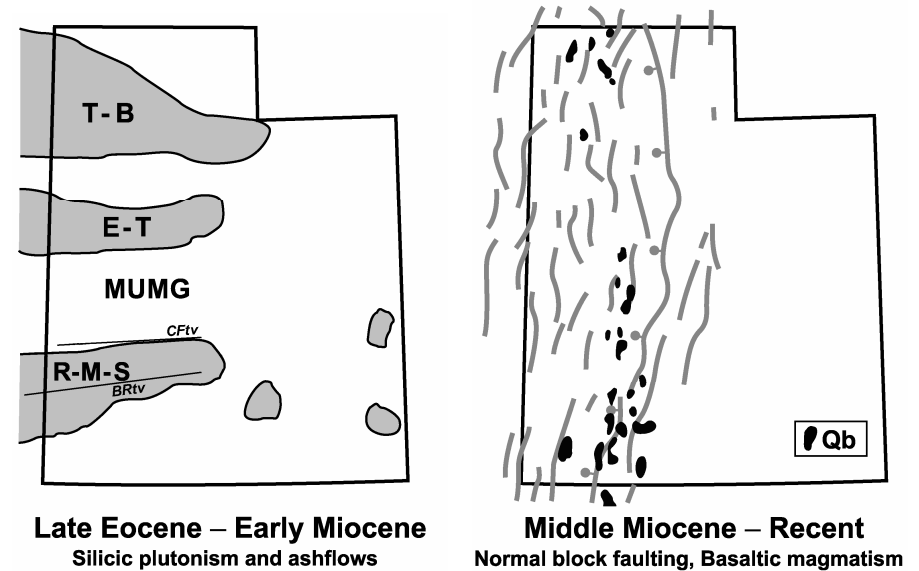 T - B
E - T
MUMG
CFtv
R-M-S
BRtv
Late Eocene – Early Miocene
Silicic plutonism and ashflows
Qb
Middle Miocene – Recent
Normal block faulting, Basaltic magmatism